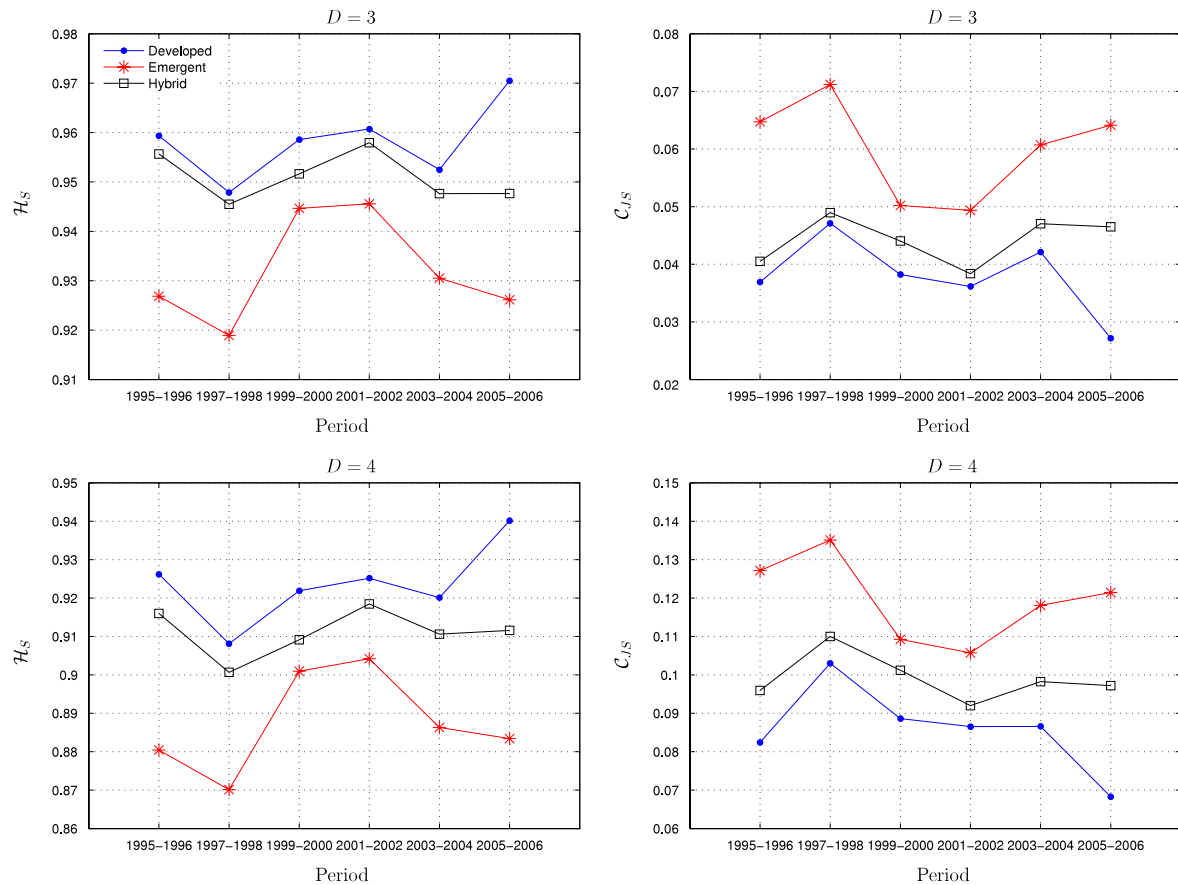 D = 3
0.98
0.97
0.96
0.95
0.94
0.93
0.92
0.91
H_S
Developed
Emergent
Hybrid
1995–1996 1997–1998 1999–2000 2001–2002 2003–2004 2005–2006
Period
D = 3
0.08
0.07
0.06
0.05
0.04
0.03
0.02
C_JS
1995–1996 1997–1998 1999–2000 2001–2002 2003–2004 2005–2006
Period
D = 4
0.95
0.94
0.93
0.92
0.91
0.9
0.89
0.88
0.87
0.86
H_S
1995–1996 1997–1998 1999–2000 2001–2002 2003–2004 2005–2006
Period
D = 4
0.15
0.14
0.13
0.12
0.11
0.1
0.09
0.08
0.07
0.06
C_JS
1995–1996 1997–1998 1999–2000 2001–2002 2003–2004 2005–2006
Period